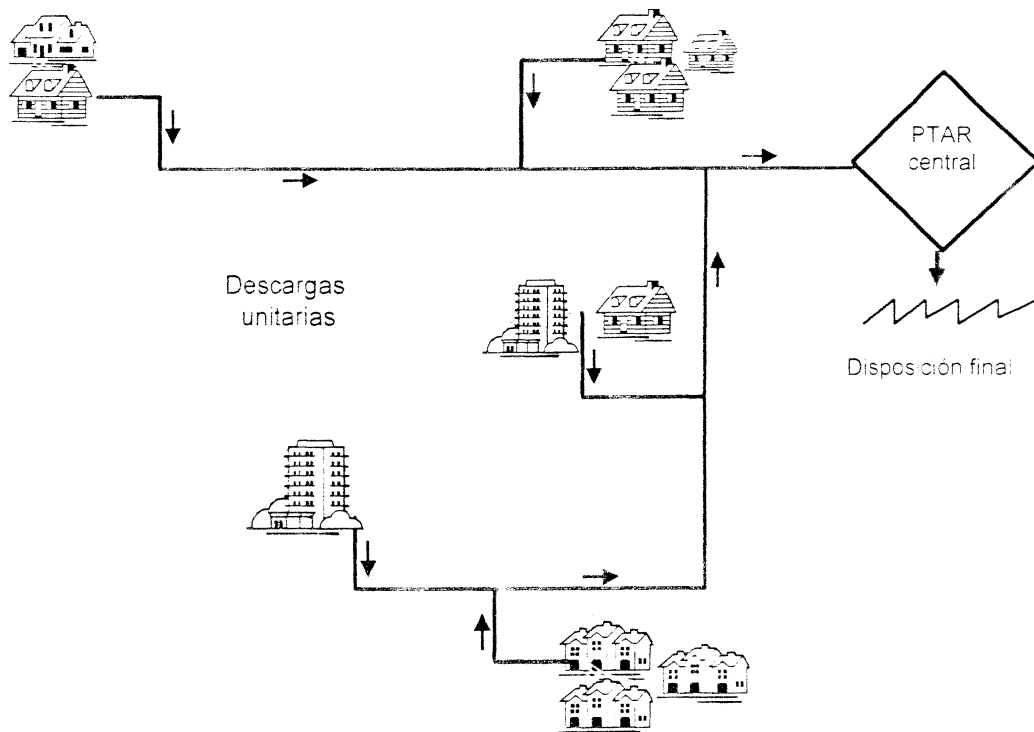 PTAR
central
Descargas
unitarias
Disposición final